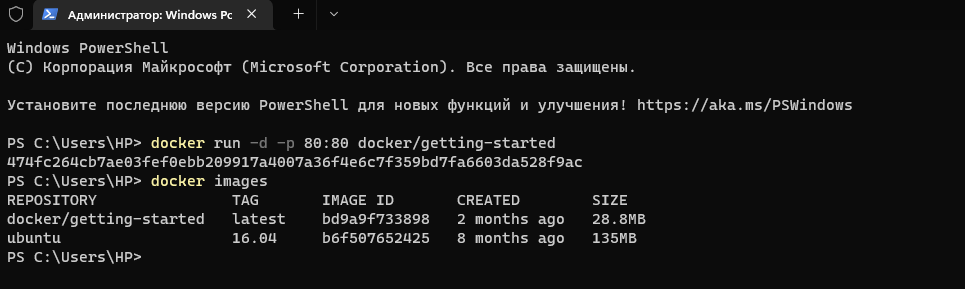 Администратор: Windows Pc
Windows PowerShell
(C) Корпорация Майкрософт (Microsoft Corporation). Все права защищены.
Установите последнюю версию PowerShell для новых функций и улучшения! https://aka.ms/PSWindows
PS C:\Users\HP> docker run -d -p 80:80 docker/getting-started
474fc264cb7ae03fef0ebb209917a4007a36f4e6c7f359bd7fa6603da528f9ac
PS C:\Users\HP> docker images
REPOSITORY TAG IMAGE ID CREATED SIZE
docker/getting-started latest bd9a9f733898 2 months ago 28.8MB
ubuntu 16.04 b6f507652425 8 months ago 135MB
PS C:\Users\HP>